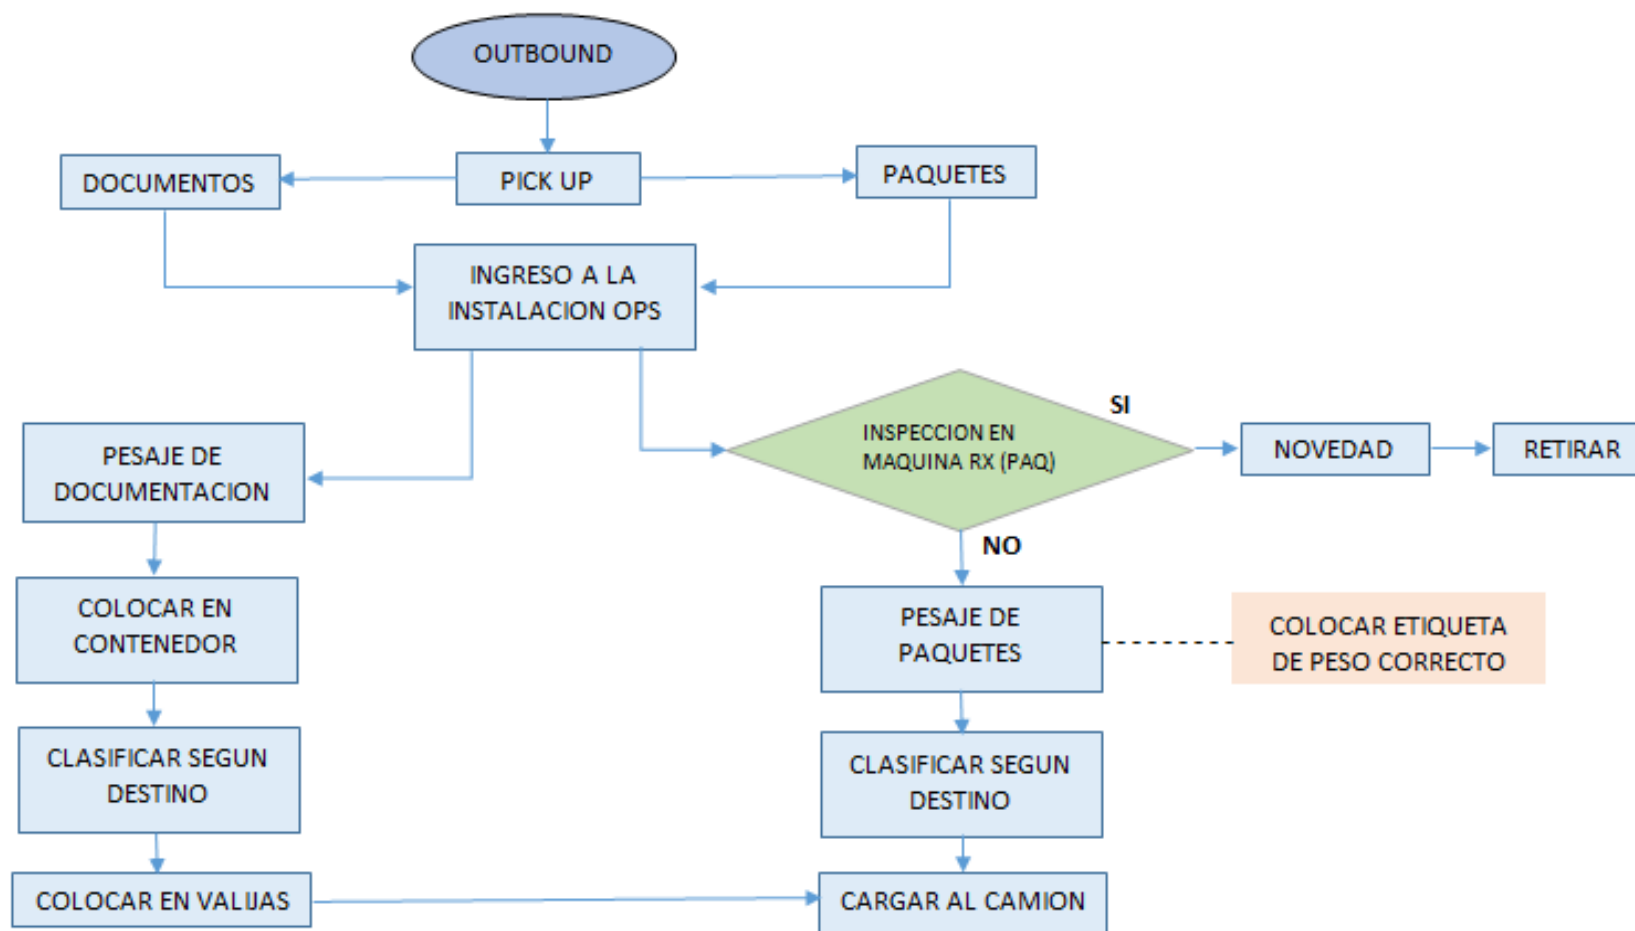 OUTBOUND
DOCUMENTOS
PICK UP
PAQUETES
INGRESO A LA
INSTALACION OPS
PESAJE DE
DOCUMENTACION
INSPECCION EN
MAQUINA RX (PAQ)
SI
NOVEDAD
RETIRAR
NO
COLOCAR EN
CONTENEDOR
PESAJE DE
PAQUETES
COLOCAR ETIQUETA
DE PESO CORRECTO
CLASIFICAR SEGUN
DESTINO
CLASIFICAR SEGUN
DESTINO
COLOCAR EN VALIJAS
CARGAR AL CAMION